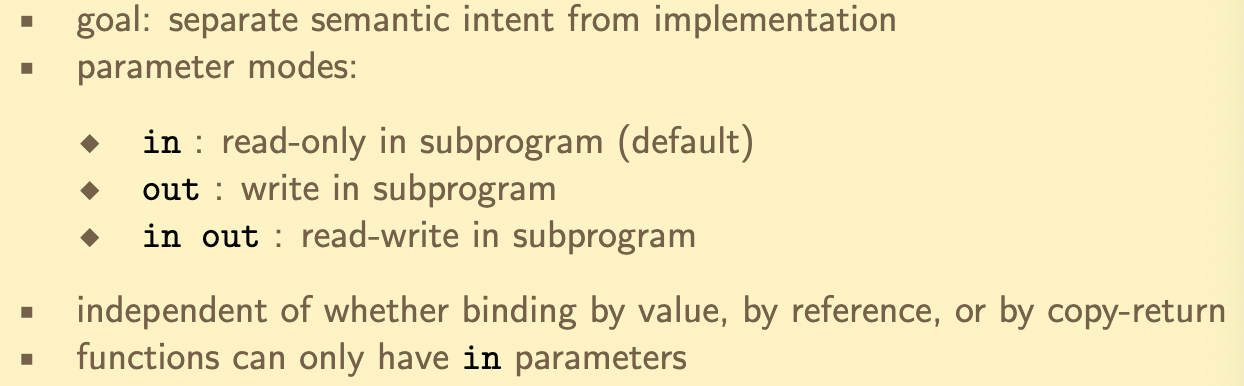 ▪ goal: separate semantic intent from implementation
▪ parameter modes:
◆ in : read-only in subprogram (default)
◆ out : write in subprogram
◆ in out : read-write in subprogram
▪ independent of whether binding by value, by reference, or by copy-return
▪ functions can only have in parameters